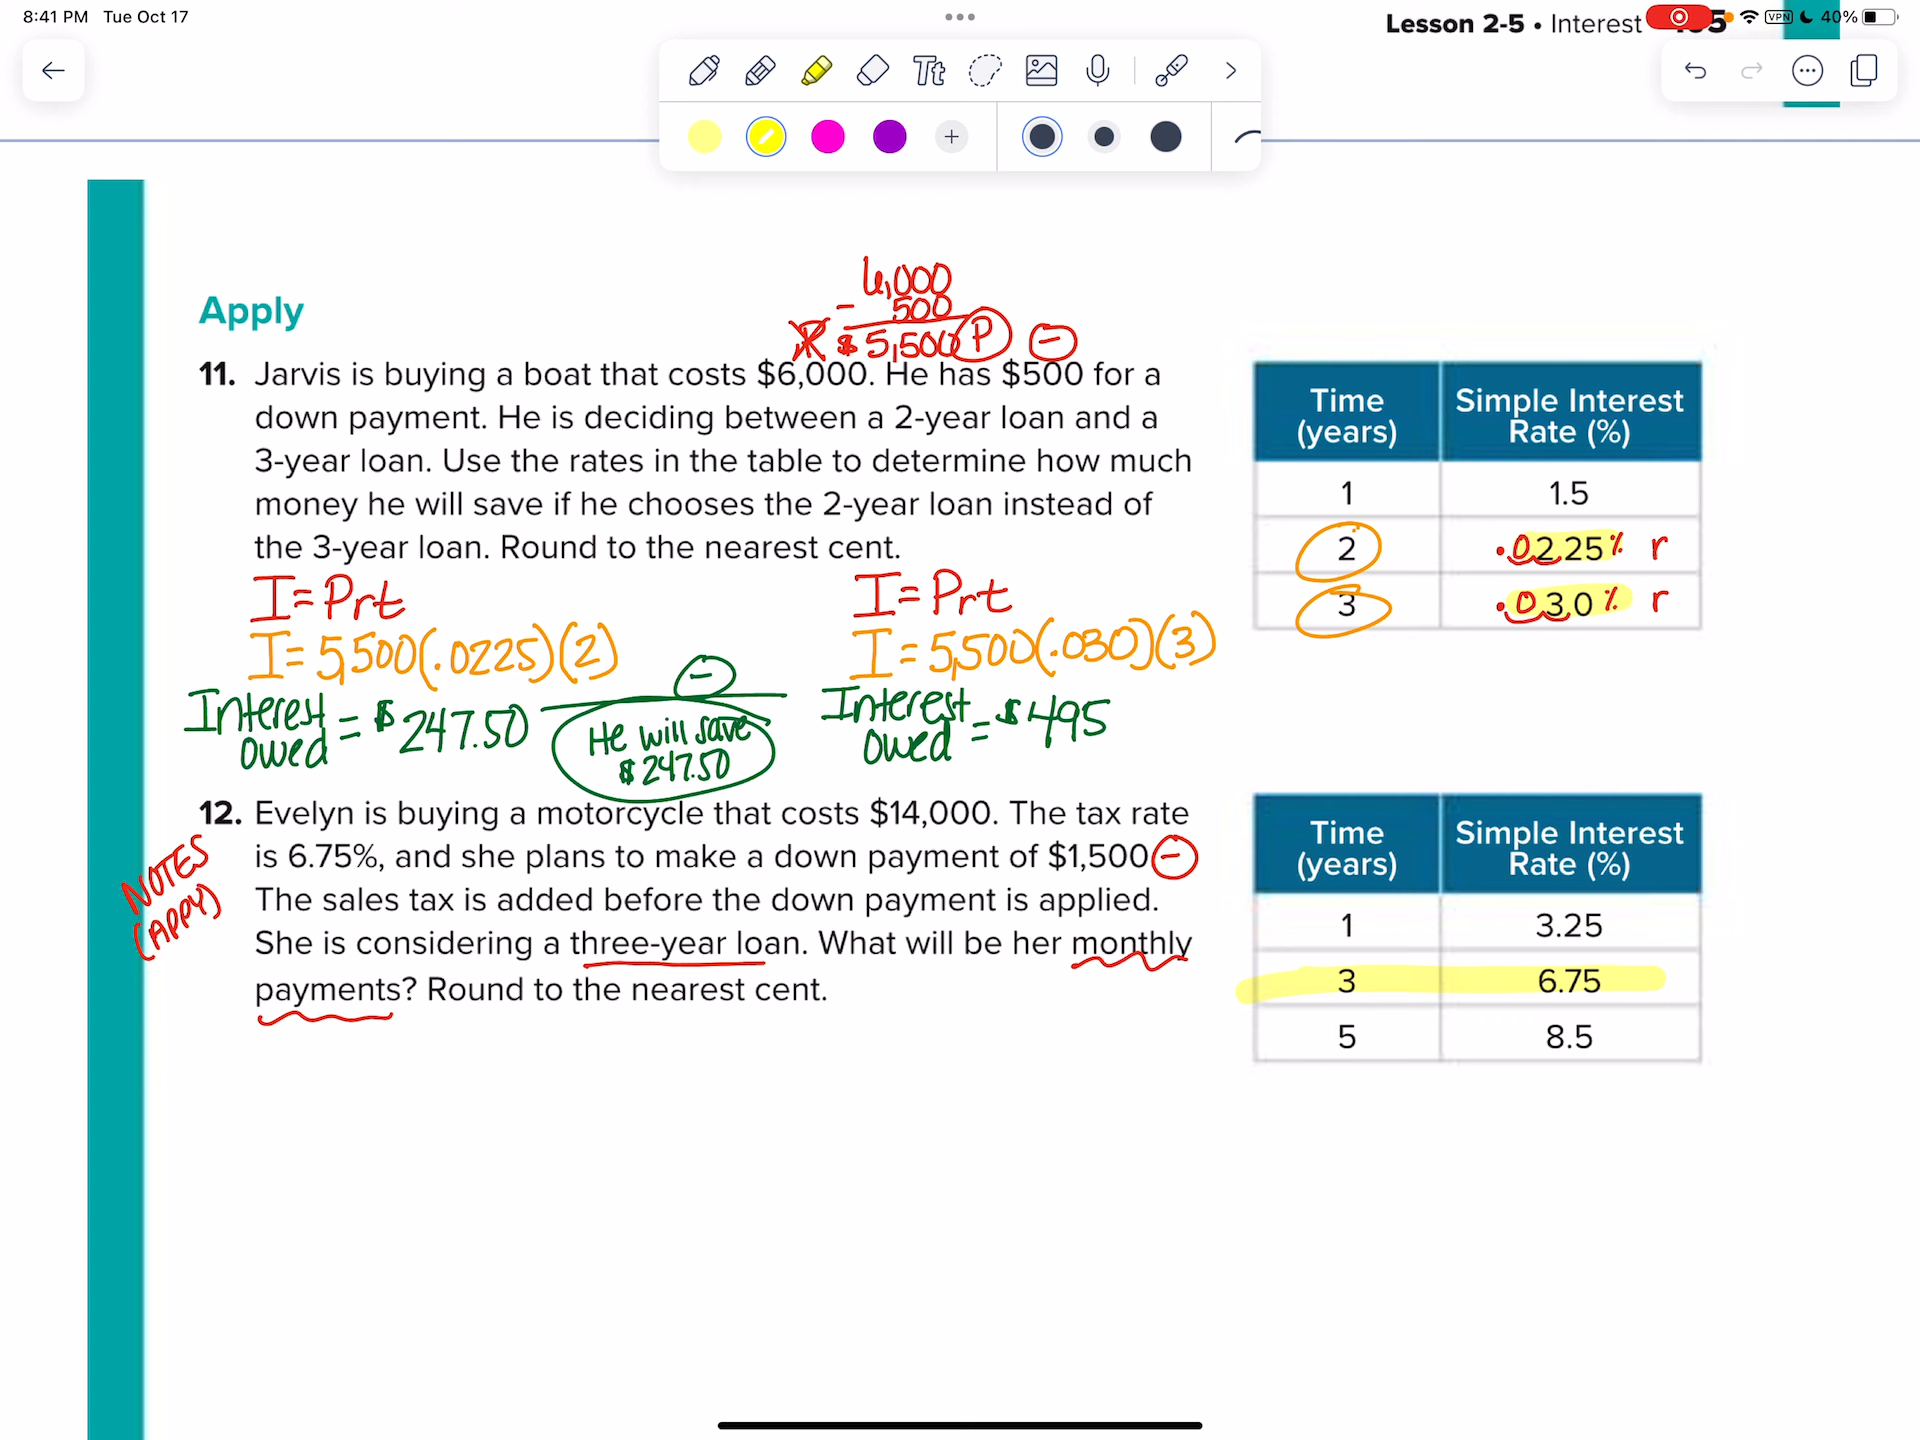 8:41 PM Tue Oct 17
Lesson 2-5 • Interest
VPN 40%
Tt
6,000
- 500
$ 5,500 P -
Apply
11. Jarvis is buying a boat that costs $6,000. He has $500 for a
down payment. He is deciding between a 2-year loan and a
3-year loan. Use the rates in the table to determine how much
money he will save if he chooses the 2-year loan instead of
the 3-year loan. Round to the nearest cent.
Time (years) Simple Interest Rate (%)
1 1.5
2 .02.25% r
3 .03.0% r
I=Prt
I=5,500(.0225)(2)
Interest owed = $247.50
I=Prt
I=5,500(.030)(3)
Interest owed = $495
-
He will save
$247.50
12. Evelyn is buying a motorcycle that costs $14,000. The tax rate
is 6.75%, and she plans to make a down payment of $1,500 -
The sales tax is added before the down payment is applied.
She is considering a three-year loan. What will be her monthly
payments? Round to the nearest cent.
NOTES
(APPY)
Time (years) Simple Interest Rate (%)
1 3.25
3 6.75
5 8.5